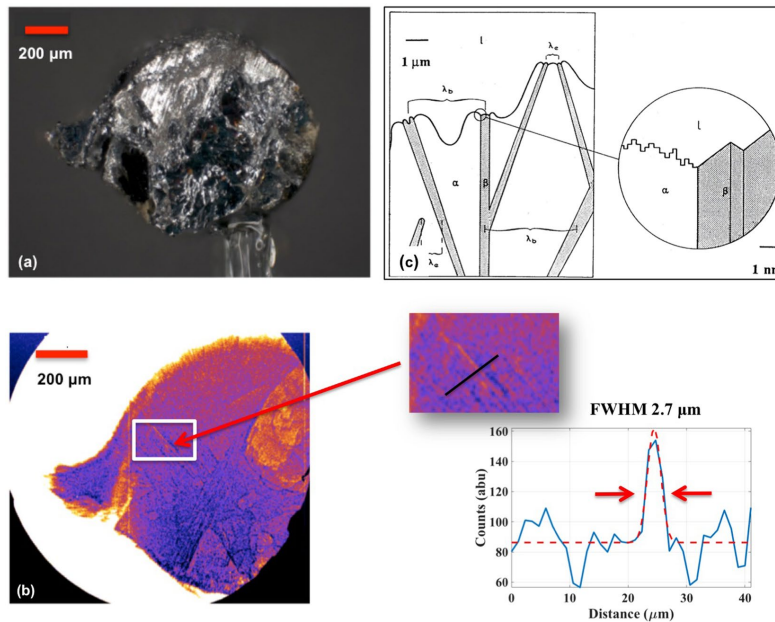 200 µm
(a)
1 µm
l
λe
λb
α
β
λb
λe
(c)
l
α
β
1 nm
200 µm
(b)
FWHM 2.7 µm
160
140
120
100
80
60
Counts (abu)
0
10
20
30
40
Distance (µm)